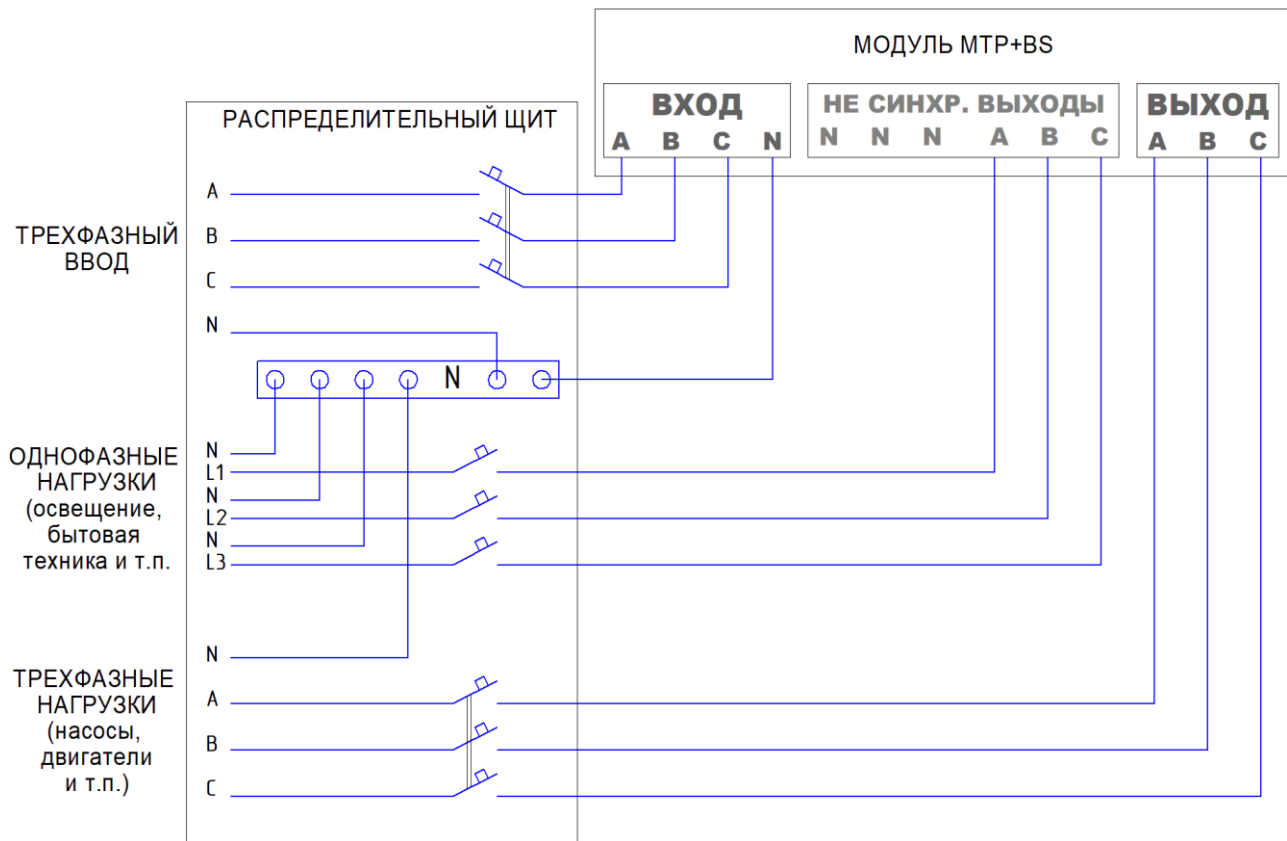 МОДУЛЬ МТР+BS
ВХОД
A B C N
НЕ СИНХР. ВЫХОДЫ
N N N A B C
ВЫХОД
A B C
РАСПРЕДЕЛИТЕЛЬНЫЙ ЩИТ
ТРЕХФАЗНЫЙ
ВВОД
A
B
C
N
N
ОДНОФАЗНЫЕ
НАГРУЗКИ
(освещение,
бытовая
техника и т.п.
N
L1
N
L2
N
L3
ТРЕХФАЗНЫЕ
НАГРУЗКИ
(насосы,
двигатели
и т.п.)
N
A
B
C